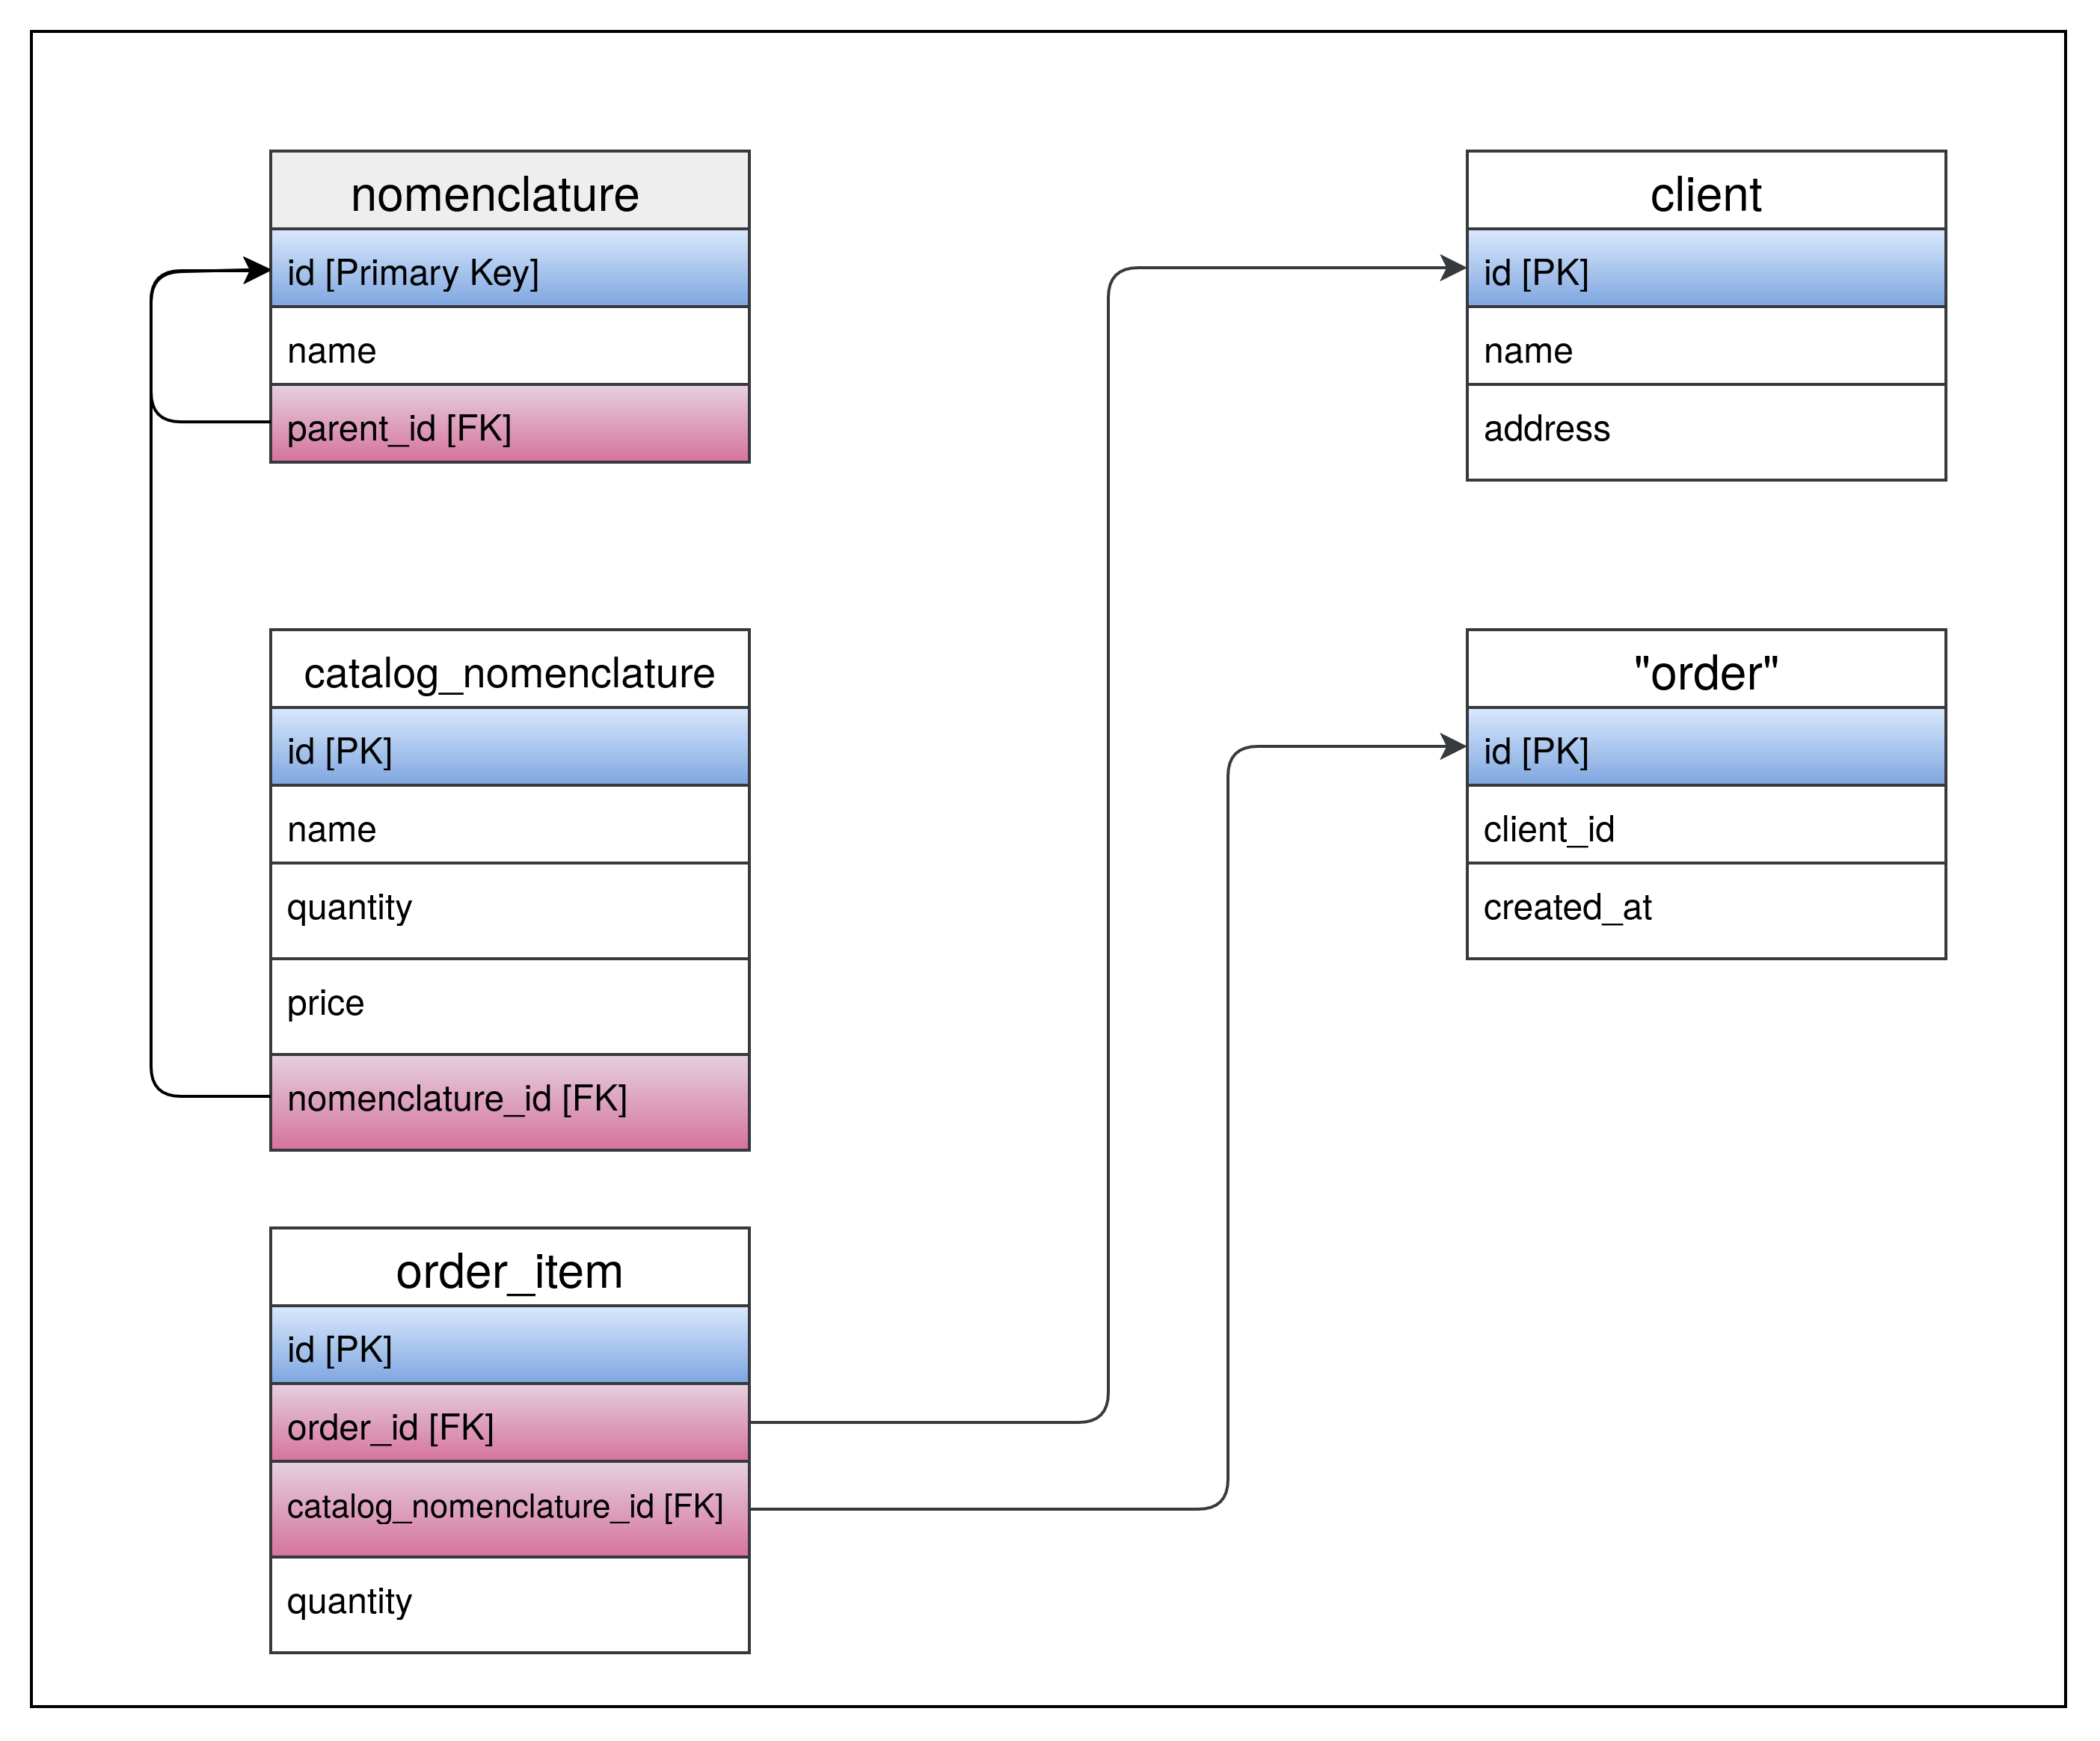 nomenclature
id [Primary Key]
name
parent_id [FK]
client
id [PK]
name
address
catalog_nomenclature
id [PK]
name
quantity
price
nomenclature_id [FK]
"order"
id [PK]
client_id
created_at
order_item
id [PK]
order_id [FK]
catalog_nomenclature_id [FK]
quantity